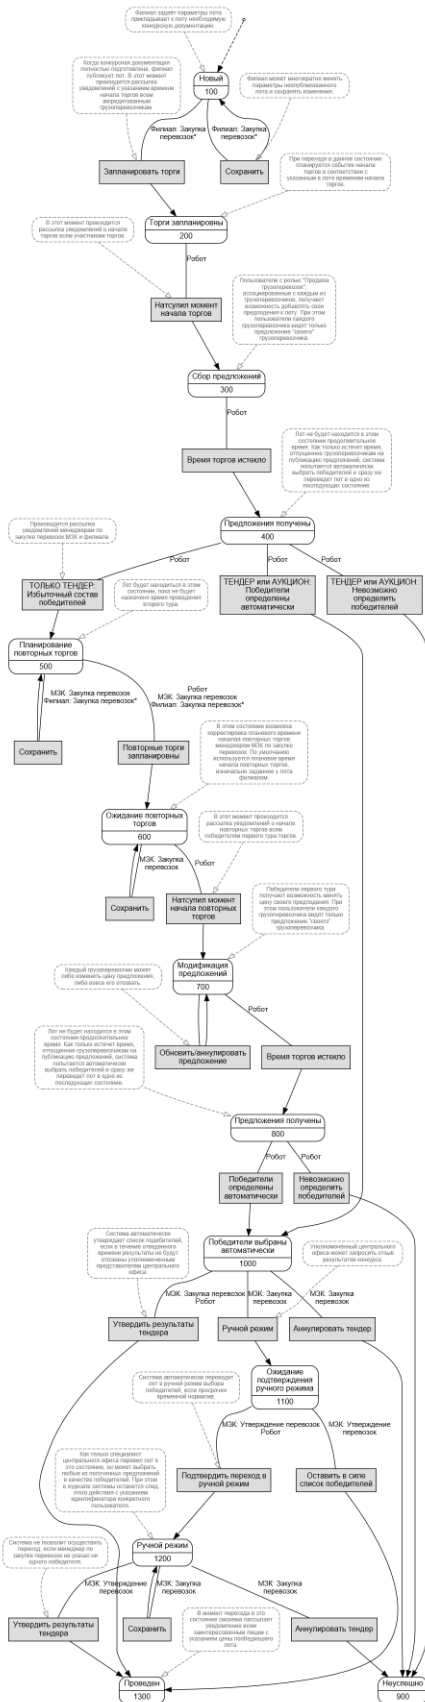 Филиал задаёт параметры лота
прикладывает к лоту необходимую
конкурсную документацию.
Когда конкурсная документация
полностью подготовлена, филиал
публикует лот. В этот момент
происходит рассылка
уведомлений с указанием времени
начала торгов всем
аккредитованным
грузоперевозчикам.
Новый
100
Филиал может многократно менять
параметры неопубликованного
лота и сохранять изменения.
Филиал: Закупка
перевозок*
Филиал: Закупка
перевозок*
Запланировать торги
Сохранить
При переходе в данное состояние
планируется событие начала
торгов в соответствии с
указанным в лоте временем начала
торгов.
В этот момент происходит
рассылка уведомлений о начале
торгов всем участникам торгов.
Торги запланировны
200
Робот
Пользователи с ролью "Продажа
грузоперевозок",
ассоциированные с каждым из
грузоперевозчиков, получают
возможность добавлять свои
предложения к лоту. При этом
пользователи каждого
грузоперевозчика видят только
предложение "своего"
грузоперевозчика.
Натсупил момент
начала торгов
Сбор предложений
300
Робот
Лот не будет находится в этом
состоянии продолжительное
время. Как только истечет время,
отпущенное грузоперевозчикам на
публикацию предложений, система
попытается автоматически
выбрать победителей и сразу же
переведет лот в одно из
последующих состояние.
Время торгов истекло
Предложения получены
400
Производится рассылка
уведомлений менеджерам по
закупке перевозок МЗК и филиала.
Робот
Робот
Робот
ТОЛЬКО ТЕНДЕР:
Избыточный состав
победителей
ТЕНДЕР или АУКЦИОН:
Победители
определены
автоматически
ТЕНДЕР или АУКЦИОН:
Невозможно
определить
победителей
Лот будет находиться в этом
состоянии, пока не будет
назначено время проведения
второго тура.
Планирование
повторных торгов
500
МЗК: Закупка перевозок
Филиал: Закупка перевозок*
Робот
МЗК: Закупка перевозок
Филиал: Закупка перевозок*
Сохранить
Повторные торги
запланировны
В этом состоянии возможна
корректировка планового времени
начала повторных торгов
менеджером МЗК по закупке
перевозок. По умолчанию
используется плановое время
начала повторных торгов,
изначально заданное у лота
филиалом.
Ожидание повторных
торгов
600
В этот момент происходит
рассылка уведомлений о начале
повторных торгов всем
победителям первого тура торгов.
МЗК: Закупка
перевозок
Робот
Сохранить
Натсупил момент
начала повторных
торгов
Победители первого тура
получают возможность менять
цену своего предложения. При
этом пользователи каждого
грузоперевозчика видят только
предложение "своего"
грузоперевозчика.
Модификация
предложений
700
Каждый грузоперевозчик может
либо изменить цену предложения,
либо вовсе его отозвать.
Робот
Лот не будет находится в этом
состоянии продолжительное
время. Как только истечет время,
отпущенное грузоперевозчикам на
публикацию предложений, система
попытается автоматически
выбрать победителей и сразу же
переведет лот в одно из
последующих состояние.
Обновить/аннулировать
предложение
Время торгов истекло
Предложения получены
800
Робот
Робот
Победители
определены
автоматически
Невозможно
определить
победителей
Система автоматически
утверждает список победителей,
если в течение отведенного
времени результаты не будут
отозваны уполномоченным
представителем центрального
офиса.
Победители выбраны
автоматически
1000
Уполномоченный центрального
офиса может запросить отзыв
результатов конкурса
МЗК: Закупка перевозок
Робот
МЗК: Закупка
перевозок
МЗК: Закупка
перевозок
Утвердить результаты
тендера
Ручной режим
Аннулировать тендер
Система автоматически переводит
лот в ручной режим выбора
победителей, если просрочен
временной норматив.
Ожидание
подтверждения
ручного режима
1100
МЗК: Утверждение перевозок
Робот
МЗК: Утверждение
перевозок
Как только специалист
центрального офиса перевел лот в
это состояние, он может выбрать
любые из полученных предложений
в качестве победителей. При этом
в журнале системы останется след
этого действия с указанием
идентификатора конкретного
пользователя.
Подтвердить переход в
ручной режим
Оставить в силе
список победителей
Система не позволит осуществить
переход, если менеджер по
закупке перевозок не указал ни
одного победителя.
Ручной режим
1200
МЗК: Утверждение
перевозок
МЗК: Закупка
перевозок
МЗК: Закупка
перевозок
Утвердить результаты
тендера
Сохранить
Аннулировать тендер
В момент перехода в это
состояние система рассылает
уведомление всем
заинтересованным лицам с
указанием цены победившего
лота.
Проведен
1300
Неуспешно
900